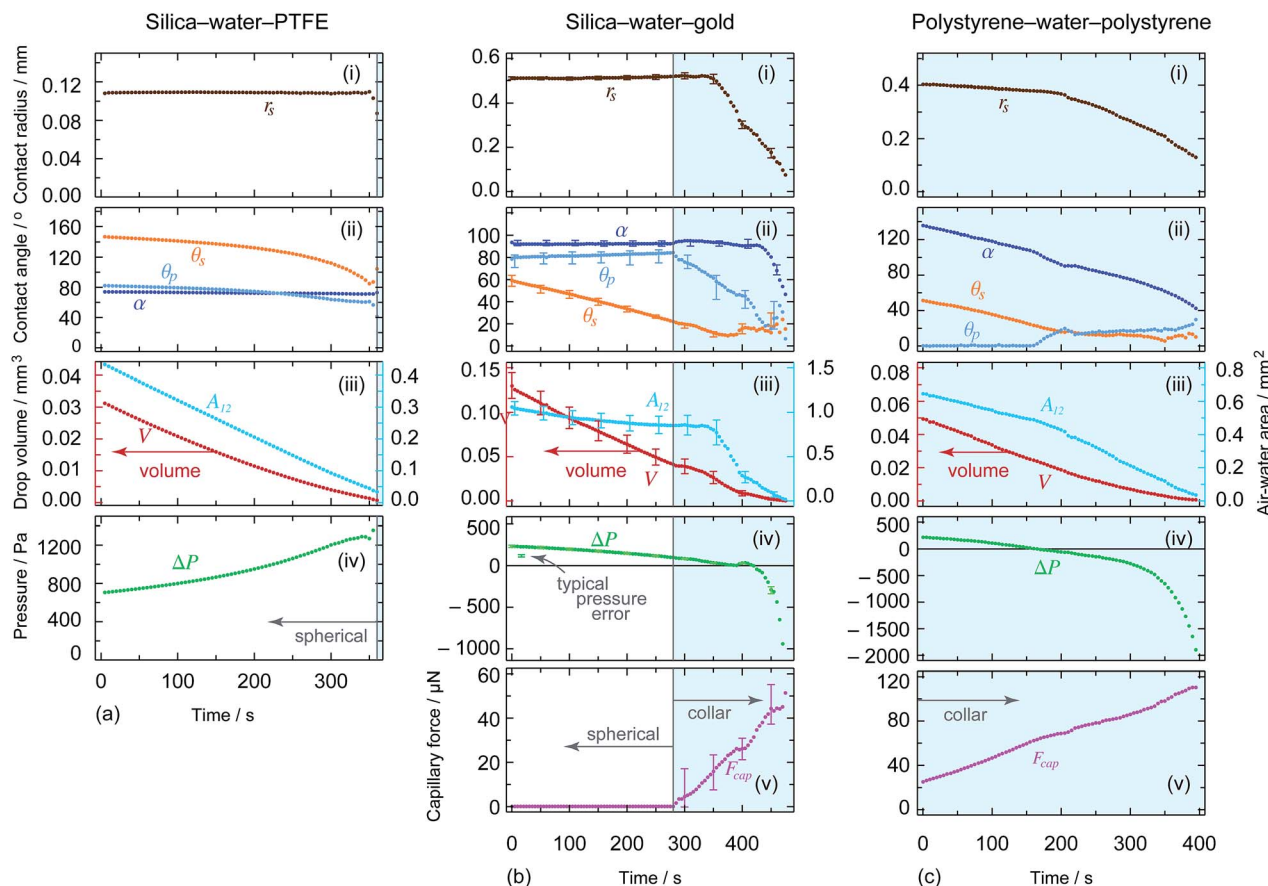 Silica–water–PTFE
Silica–water–gold
Polystyrene–water–polystyrene
Contact radius / mm
0.12
0.08
0.04
0.00
(i)
r_s
Contact angle / º
160
120
80
40
0
(ii)
θ_s
θ_p
α
Drop volume / mm³
0.04
0.03
0.02
0.01
0.00
(iii)
A_12
V
volume
0.4
0.3
0.2
0.1
0.0
Pressure / Pa
1200
800
400
0
(iv)
ΔP
spherical
0 100 200 300
(a) Time / s
0.6
0.4
0.2
0.0
(i)
r_s
100
80
60
40
20
0
(ii)
α
θ_p
θ_s
0.15
0.10
0.05
0.00
(iii)
A_12
volume
V
1.5
1.0
0.5
0.0
500
0
– 500
– 1000
(iv)
ΔP
typical
pressure
error
Capillary force / µN
60
40
20
0
collar
spherical
F_cap
(v)
0 100 200 300 400
(b) Time / s
0.4
0.2
0.0
(i)
r_s
120
80
40
0
(ii)
α
θ_s
θ_p
0.08
0.06
0.04
0.02
0.00
(iii)
A_12
volume
V
0.8
0.6
0.4
0.2
0.0
Air-water area / mm²
500
0
– 500
– 1000
– 1500
– 2000
(iv)
ΔP
120
80
40
0
collar
F_cap
(v)
0 100 200 300 400
(c) Time / s